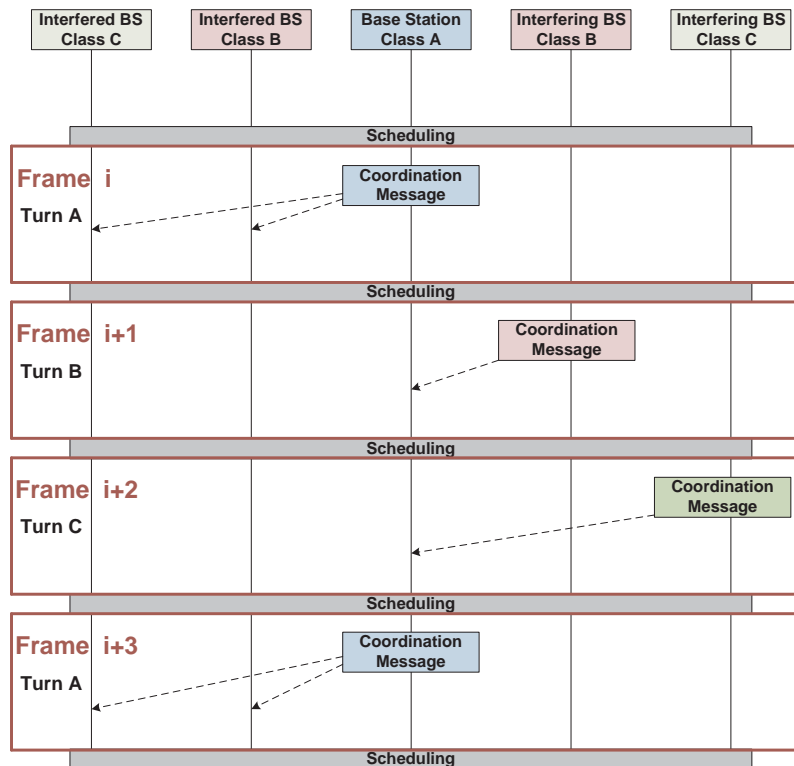 Interfered BS
Class C
Interfered BS
Class B
Base Station
Class A
Interfering BS
Class B
Interfering BS
Class C
Scheduling
Frame i
Turn A
Coordination
Message
Scheduling
Frame i+1
Turn B
Coordination
Message
Scheduling
Frame i+2
Turn C
Coordination
Message
Scheduling
Frame i+3
Turn A
Coordination
Message
Scheduling